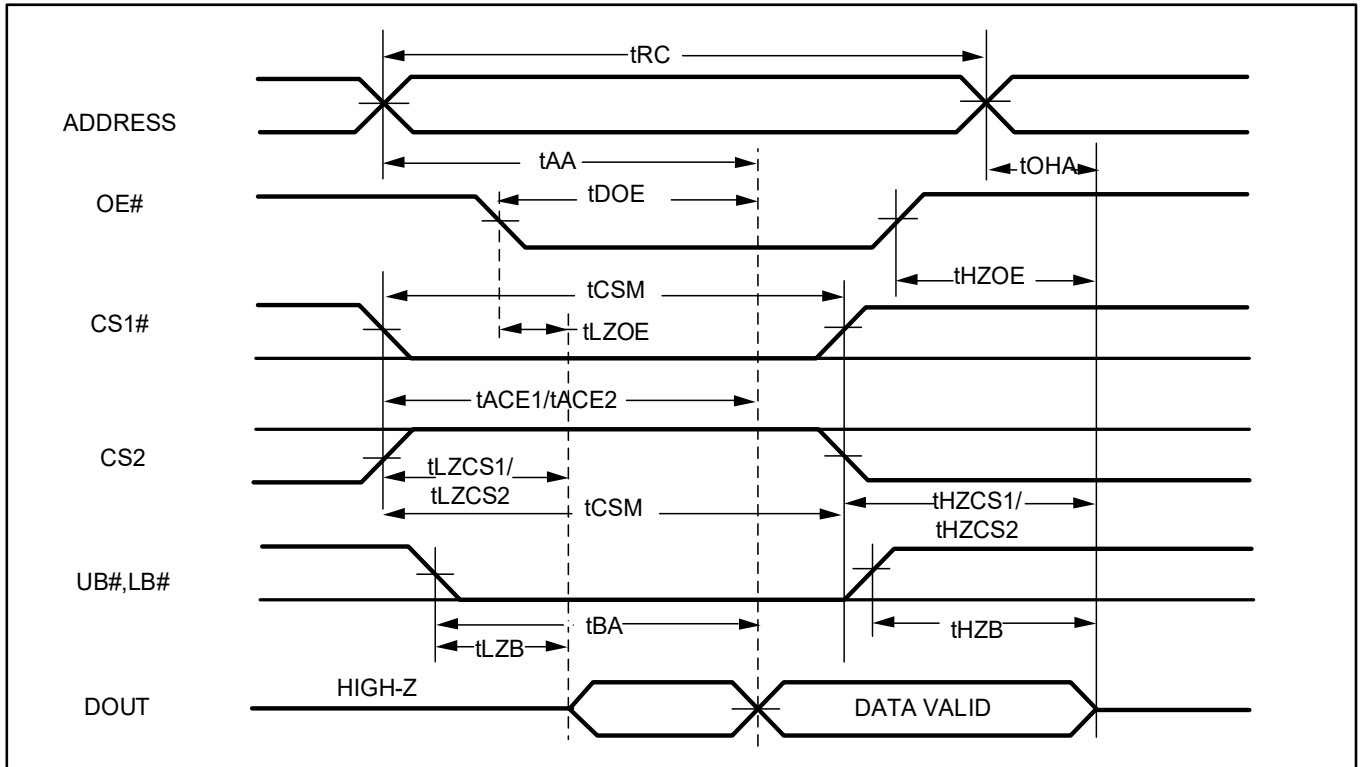 tRC
ADDRESS
tAA
tOHA
OE#
tDOE
tHZOE
tCSM
CS1#
tLZOE
tACE1/tACE2
CS2
tLZCS1/
tLZCS2
tCSM
tHZCS1/
tHZCS2
UB#,LB#
tBA
tHZB
tLZB
HIGH-Z
DOUT
DATA VALID